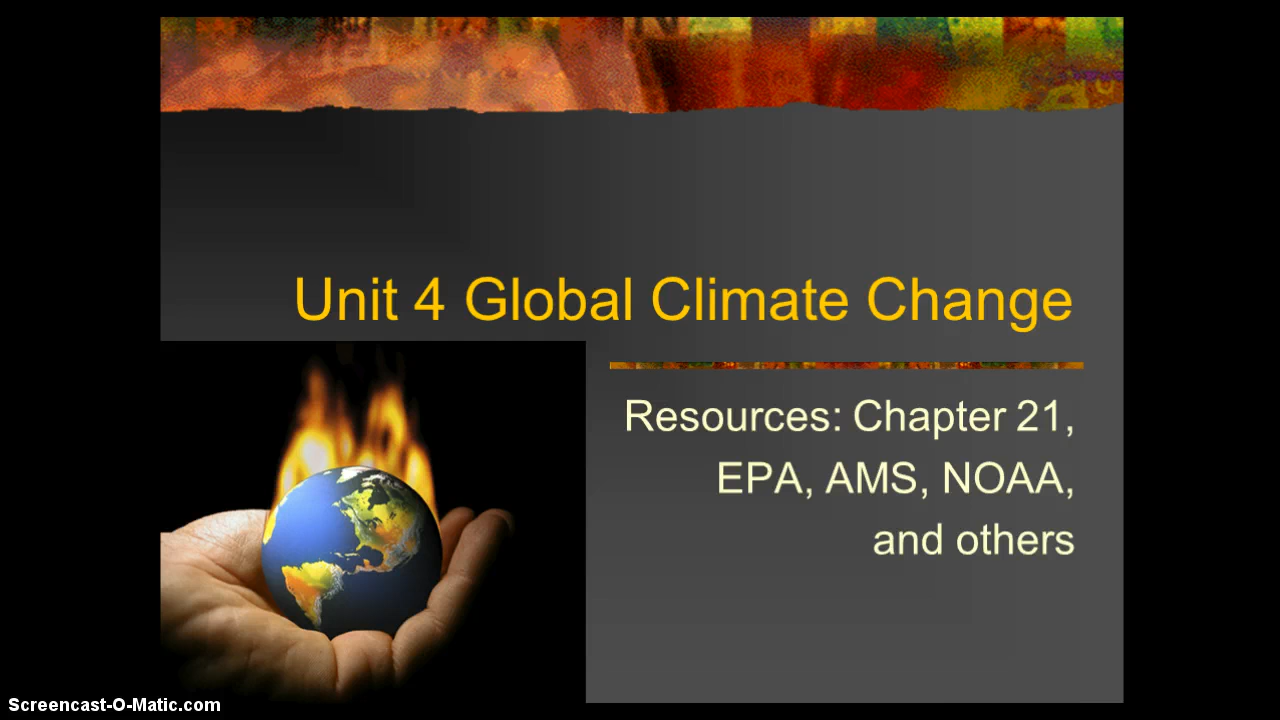 Unit 4 Global Climate Change
Resources: Chapter 21,
EPA, AMS, NOAA,
and others
Screencast-O-Matic.com